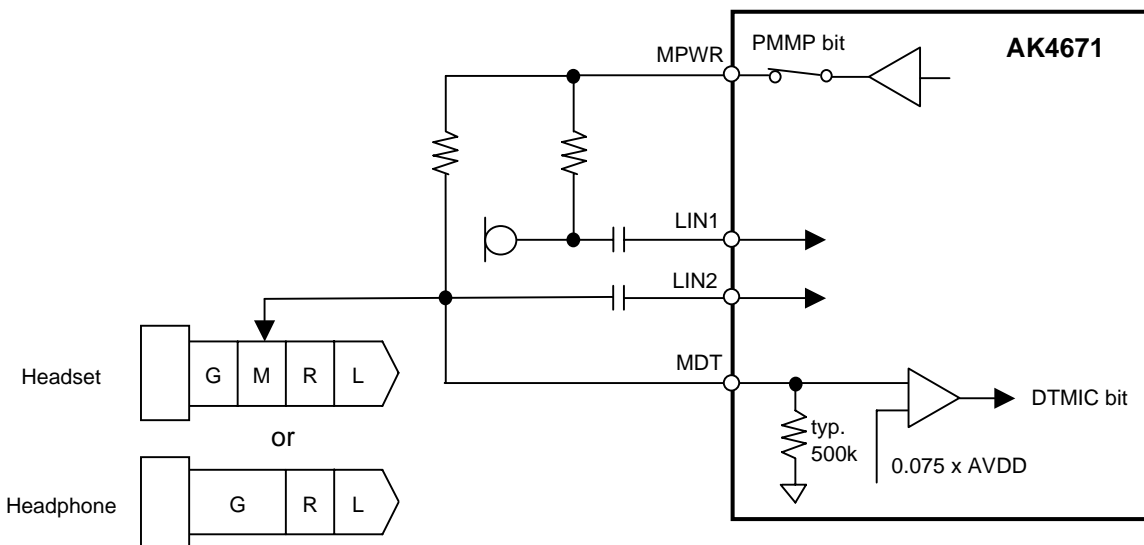 PMMP bit
AK4671
MPWR
LIN1
LIN2
MDT
DTMIC bit
typ.
500k
0.075 x AVDD
Headset
G M R L
or
Headphone
G R L